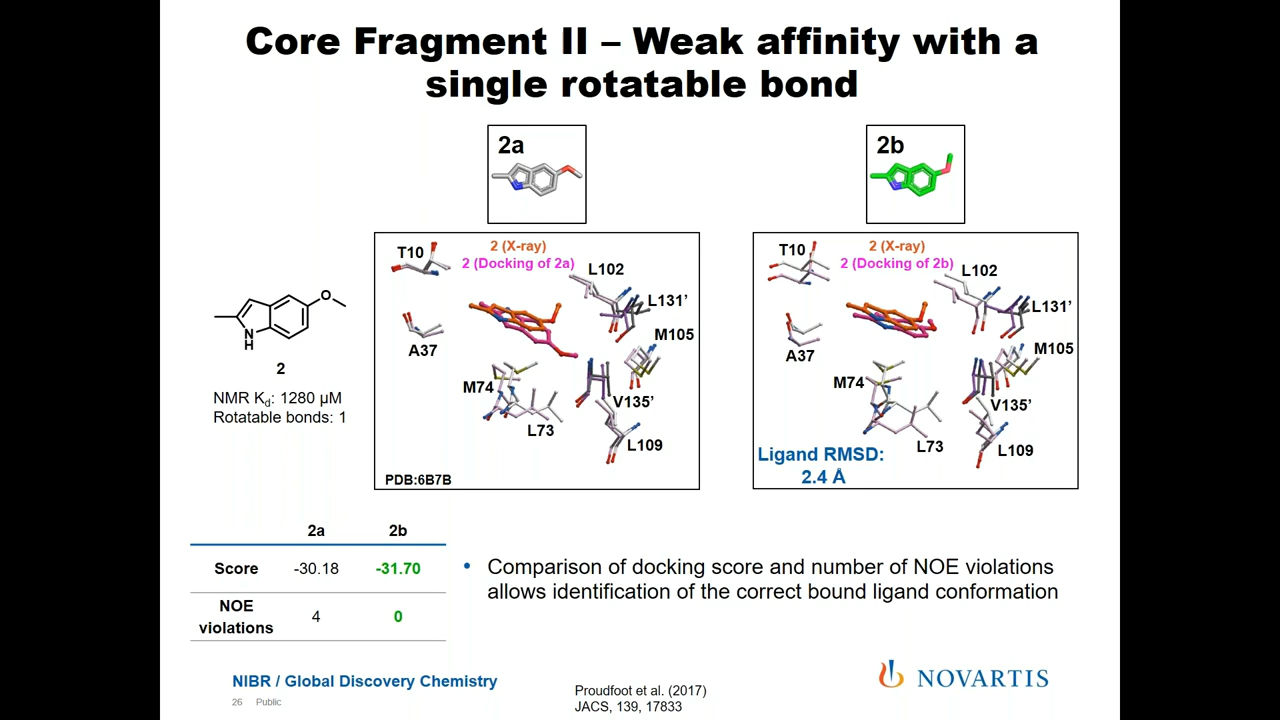 Core Fragment II – Weak affinity with a
single rotatable bond
2a
2b
2 (X-ray)
2 (Docking of 2a)
T10
L102
L131’
A37
M105
M74
V135’
L73
L109
PDB:6B7B
2 (X-ray)
2 (Docking of 2b)
T10
L102
L131’
A37
M105
M74
V135’
L73
L109
Ligand RMSD:
2.4 Å
O
N
H
2
NMR Kd: 1280 µM
Rotatable bonds: 1
2a 2b
Score -30.18 -31.70
NOE
violations 4 0
• Comparison of docking score and number of NOE violations
allows identification of the correct bound ligand conformation
NIBR / Global Discovery Chemistry
26 Public
Proudfoot et al. (2017)
JACS, 139, 17833
NOVARTIS